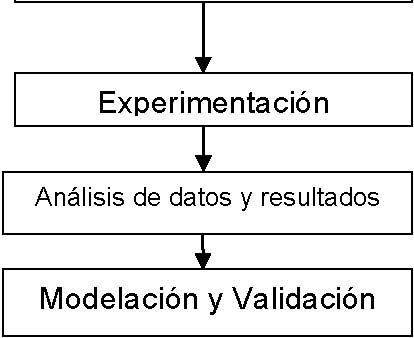 Experimentación
Análisis de datos y resultados
Modelación y Validación